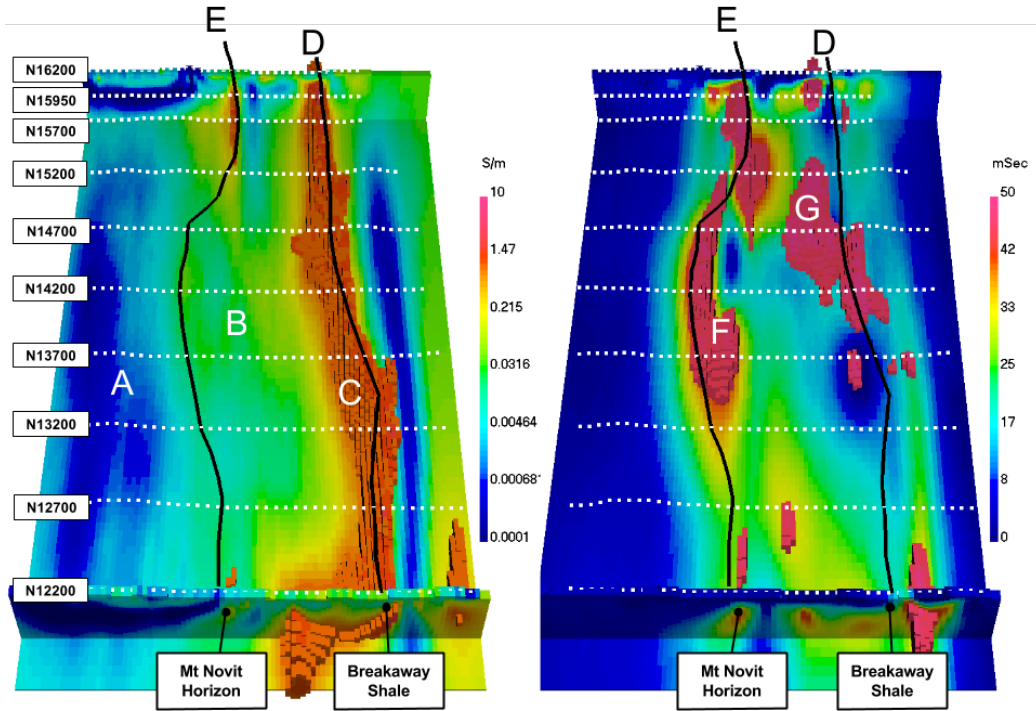 E
D
E
D
N16200
N15950
N15700
N15200
N14700
N14200
N13700
N13200
N12700
N12200
A
B
C
S/m
10
1.47
0.215
0.0316
0.00464
0.00068
0.0001
F
G
mSec
50
42
33
25
17
8
0
Mt Novit
Horizon
Breakaway
Shale
Mt Novit
Horizon
Breakaway
Shale